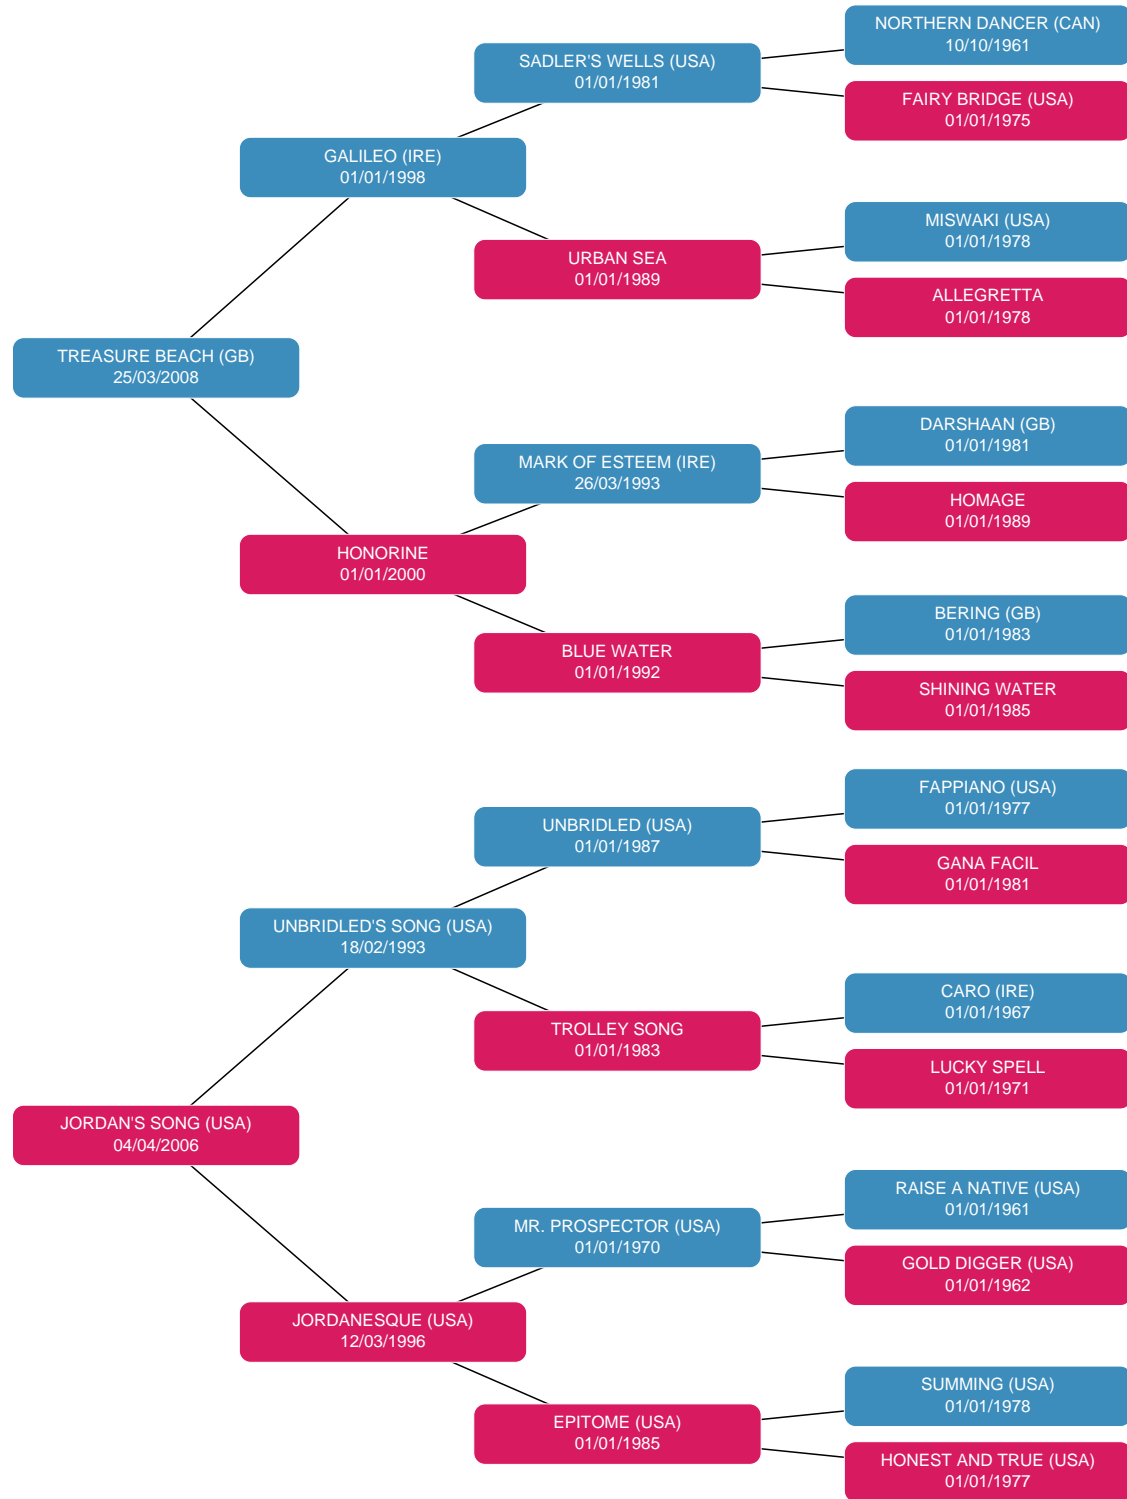 NORTHERN DANCER (CAN)
10/10/1961
SADLER'S WELLS (USA)
01/01/1981
FAIRY BRIDGE (USA)
01/01/1975
GALILEO (IRE)
01/01/1998
MISWAKI (USA)
01/01/1978
URBAN SEA
01/01/1989
ALLEGRETTA
01/01/1978
TREASURE BEACH (GB)
25/03/2008
DARSHAAN (GB)
01/01/1981
MARK OF ESTEEM (IRE)
26/03/1993
HOMAGE
01/01/1989
HONORINE
01/01/2000
BERING (GB)
01/01/1983
BLUE WATER
01/01/1992
SHINING WATER
01/01/1985
FAPPIANO (USA)
01/01/1977
UNBRIDLED (USA)
01/01/1987
GANA FACIL
01/01/1981
UNBRIDLED'S SONG (USA)
18/02/1993
CARO (IRE)
01/01/1967
TROLLEY SONG
01/01/1983
LUCKY SPELL
01/01/1971
JORDAN'S SONG (USA)
04/04/2006
RAISE A NATIVE (USA)
01/01/1961
MR. PROSPECTOR (USA)
01/01/1970
GOLD DIGGER (USA)
01/01/1962
JORDANESQUE (USA)
12/03/1996
SUMMING (USA)
01/01/1978
EPITOME (USA)
01/01/1985
HONEST AND TRUE (USA)
01/01/1977